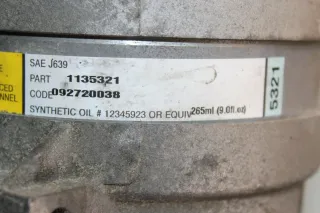 SAE J639
PART 1135321
CODE 092720038
SYNTHETIC OIL # 12345923 OR EQUIV 265ml (9.0fl.oz)
5321